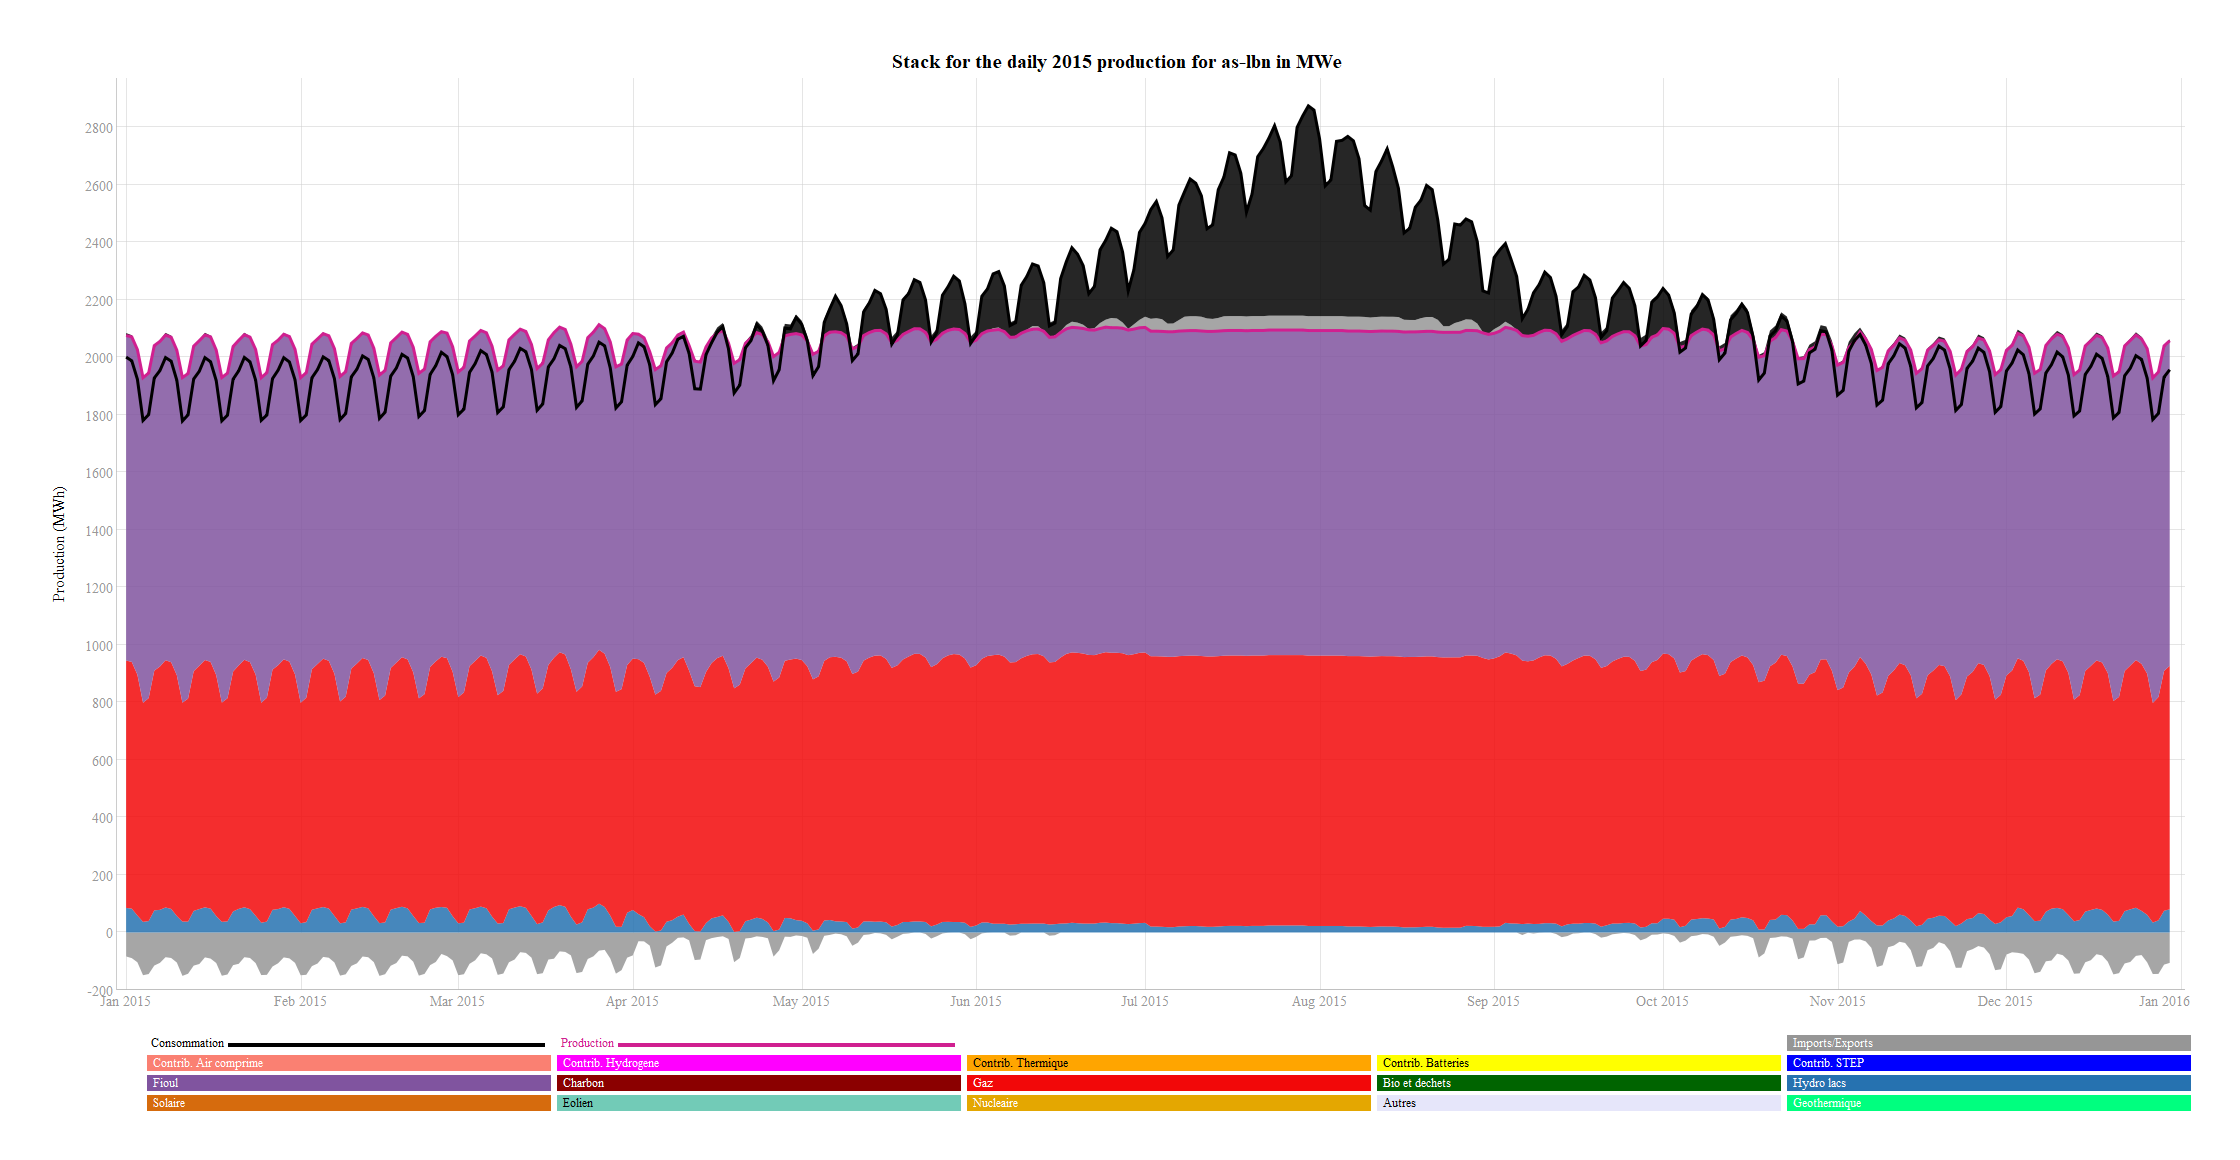 Stack for the daily 2015 production for as-lbn in MWe
Production (MWh)
2800
2600
2400
2200
2000
1800
1600
1400
1200
1000
800
600
400
200
0
-200
Jan 2015 Feb 2015 Mar 2015 Apr 2015 May 2015 Jun 2015 Jul 2015 Aug 2015 Sep 2015 Oct 2015 Nov 2015 Dec 2015 Jan 2016
Consommation Production Imports/Exports
Contrib. Air comprime Contrib. Hydrogene Contrib. Thermique Contrib. Batteries Contrib. STEP
Fioul Charbon Gaz Bio et dechets Hydro lacs
Solaire Eolien Nucleaire Autres Geothermique